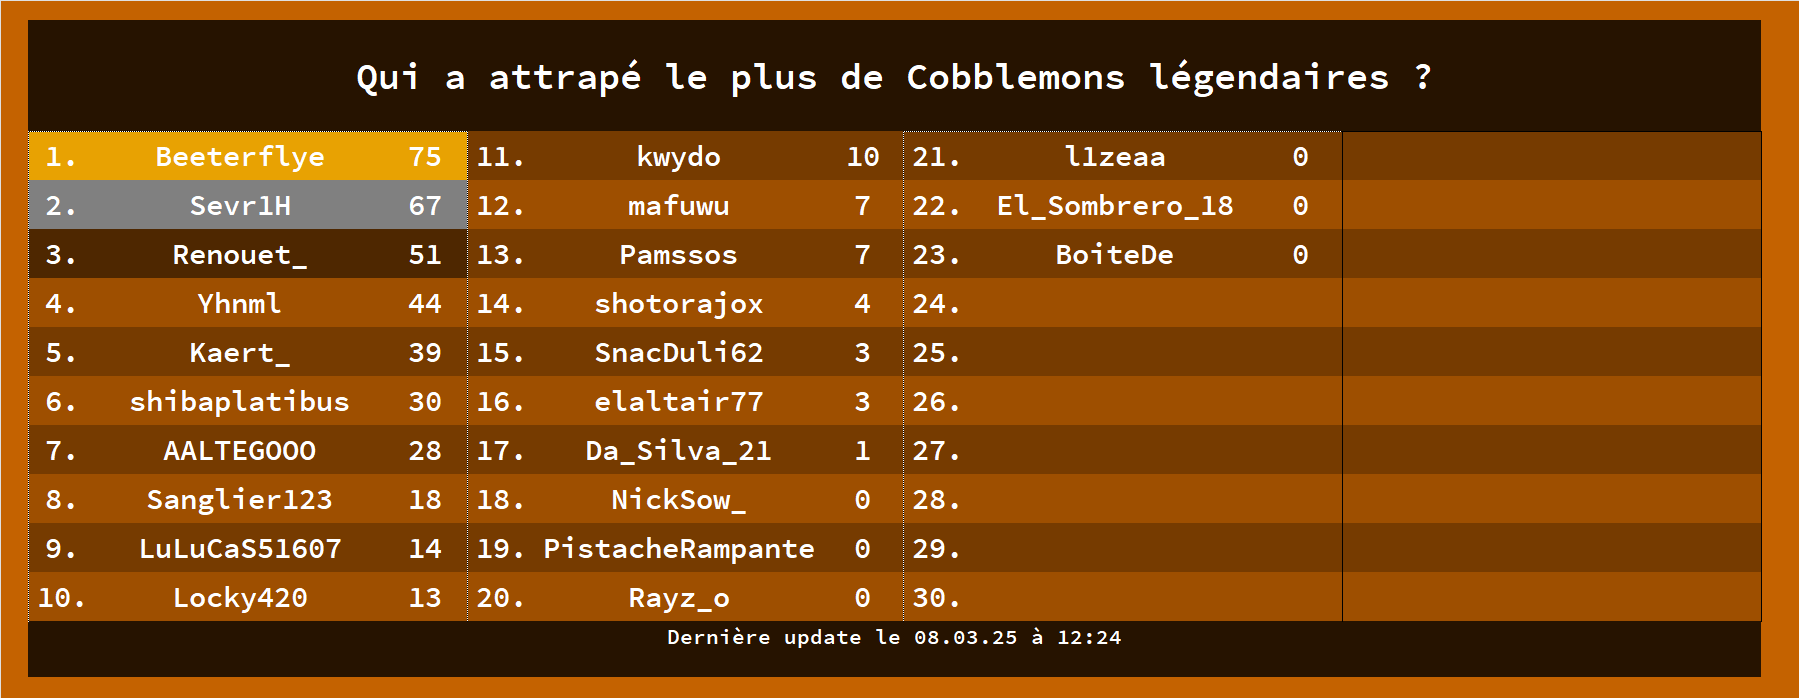 Qui a attrapé le plus de Cobblemons légendaires ?
1. Beeterflye 75
2. Sevr1H 67
3. Renouet_ 51
4. Yhnml 44
5. Kaert_ 39
6. shibaplatibus 30
7. AALTEGOOO 28
8. Sanglier123 18
9. LuLuCaS51607 14
10. Locky420 13
11. kwydo 10
12. mafuwu 7
13. Pamssos 7
14. shotorajox 4
15. SnacDuli62 3
16. elaltair77 3
17. Da_Silva_21 1
18. NickSow_ 0
19. PistacheRampante 0
20. Rayz_o 0
21. l1zeaa 0
22. El_Sombrero_18 0
23. BoiteDe 0
24.
25.
26.
27.
28.
29.
30.
Dernière update le 08.03.25 à 12:24